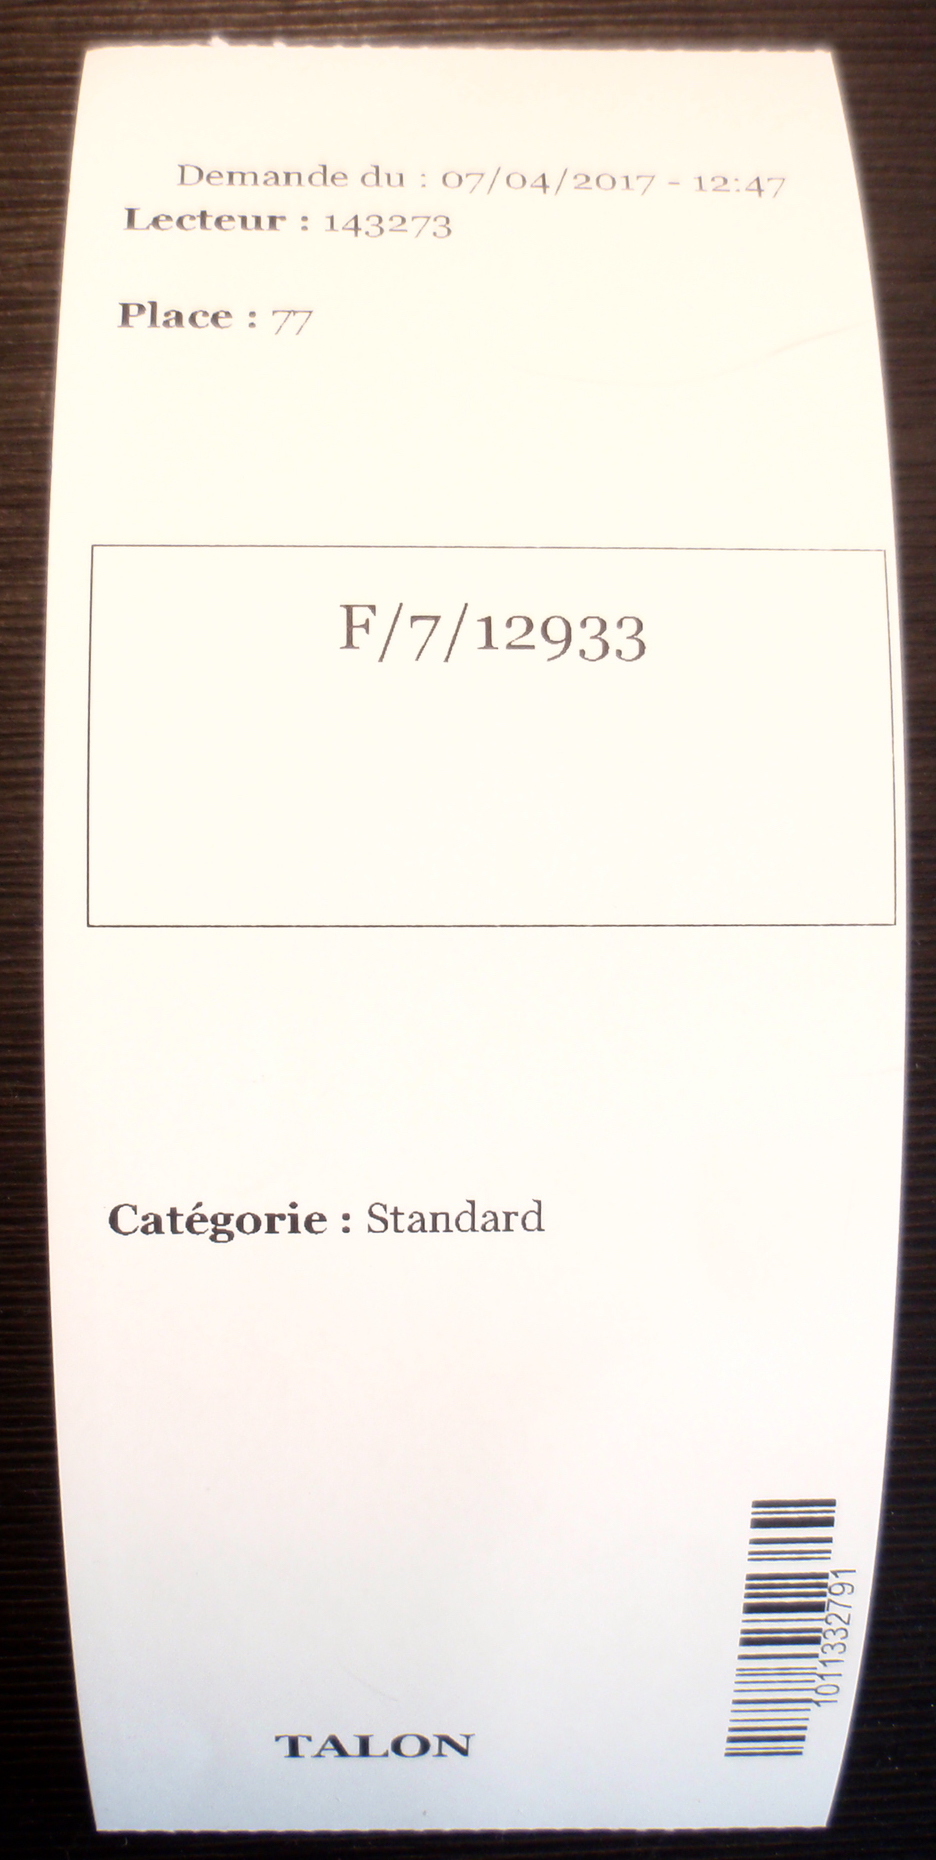 Demande du : 07/04/2017 - 12:47
Lecteur : 143273
Place : 77
F/7/12933
Catégorie : Standard
1011332791
TALON